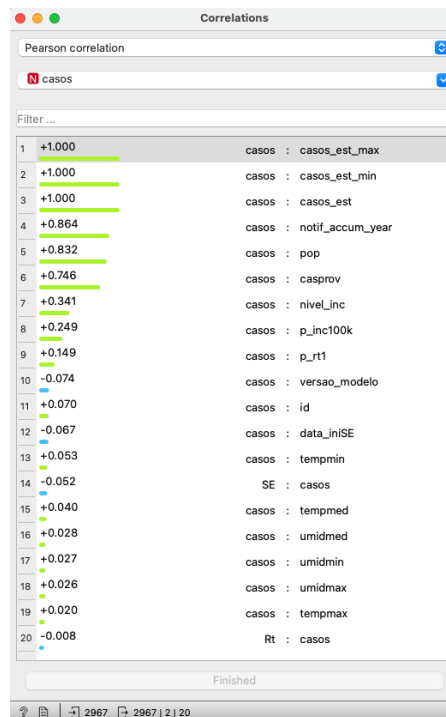 Correlations
Pearson correlation
N casos
Filter ...
1 +1.000 casos : casos_est_max
2 +1.000 casos : casos_est_min
3 +1.000 casos : casos_est
4 +0.864 casos : notif_accum_year
5 +0.832 casos : pop
6 +0.746 casos : casprov
7 +0.341 casos : nivel_inc
8 +0.249 casos : p_inc100k
9 +0.149 casos : p_rt1
10 -0.074 casos : versao_modelo
11 +0.070 casos : id
12 -0.067 casos : data_iniSE
13 +0.053 casos : tempmin
14 -0.052 SE : casos
15 +0.040 casos : tempmed
16 +0.028 casos : umidmed
17 +0.027 casos : umidmin
18 +0.026 casos : umidmax
19 +0.020 casos : tempmax
20 -0.008 Rt : casos
Finished
? 2967 2967 | 2 | 20